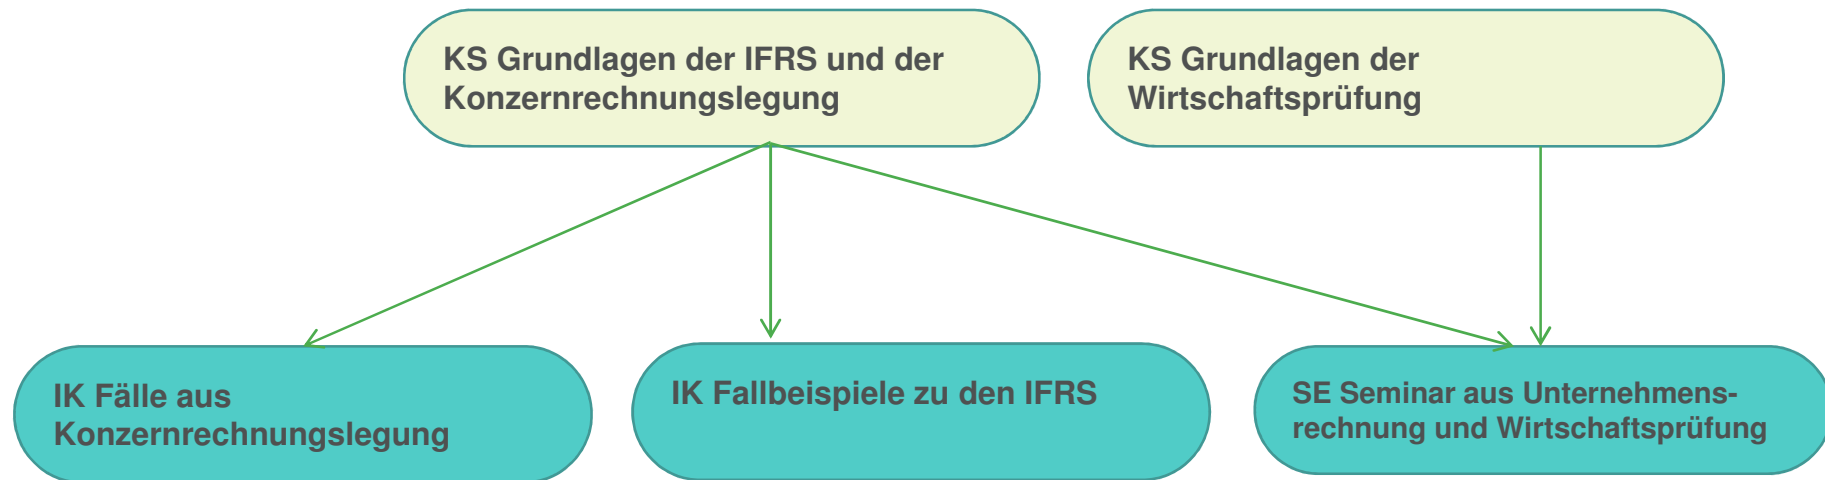 KS Grundlagen der IFRS und der
Konzernrechnungslegung
KS Grundlagen der
Wirtschaftsprüfung
IK Fälle aus
Konzernrechnungslegung
IK Fallbeispiele zu den IFRS
SE Seminar aus Unternehmens-
rechnung und Wirtschaftsprüfung